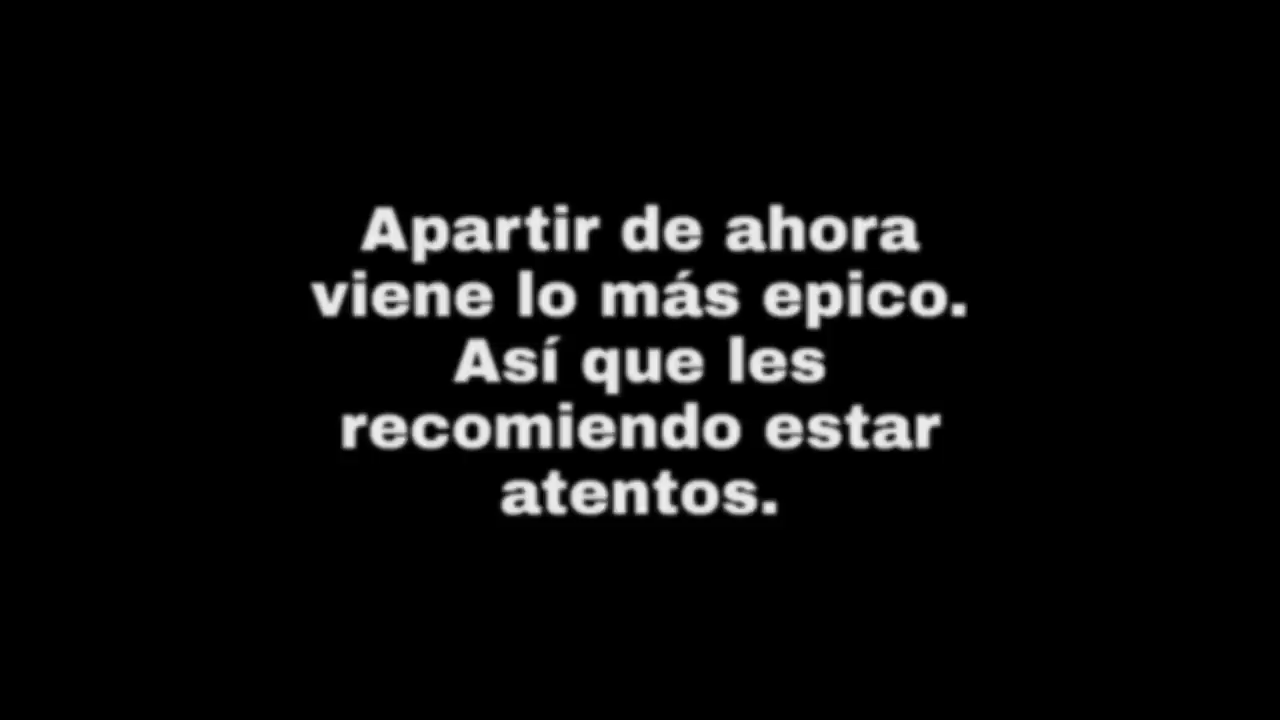 Apartir de ahora
viene lo más epico.
Así que les
recomiendo estar
atentos.